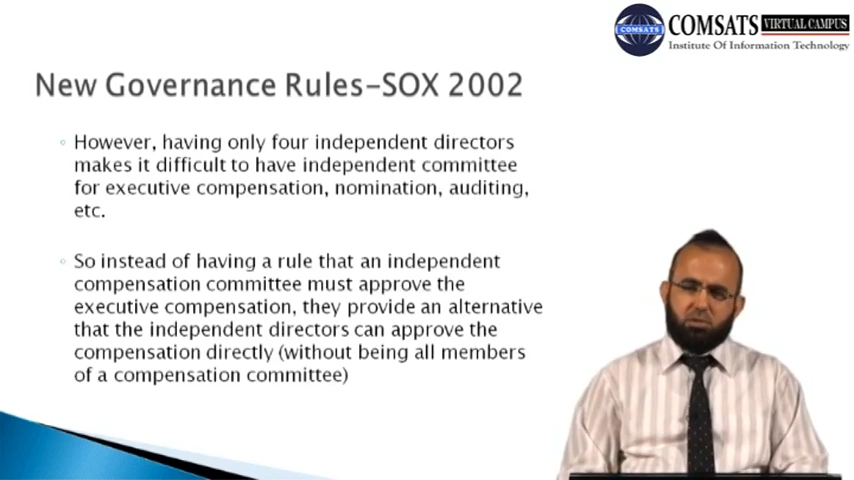 COMSATS VIRTUAL CAMPUS
COMSATS
Institute Of Information Technology
New Governance Rules-SOX 2002
However, having only four independent directors
makes it difficult to have independent committee
for executive compensation, nomination, auditing,
etc.
So instead of having a rule that an independent
compensation committee must approve the
executive compensation, they provide an alternative
that the independent directors can approve the
compensation directly (without being all members
of a compensation committee)